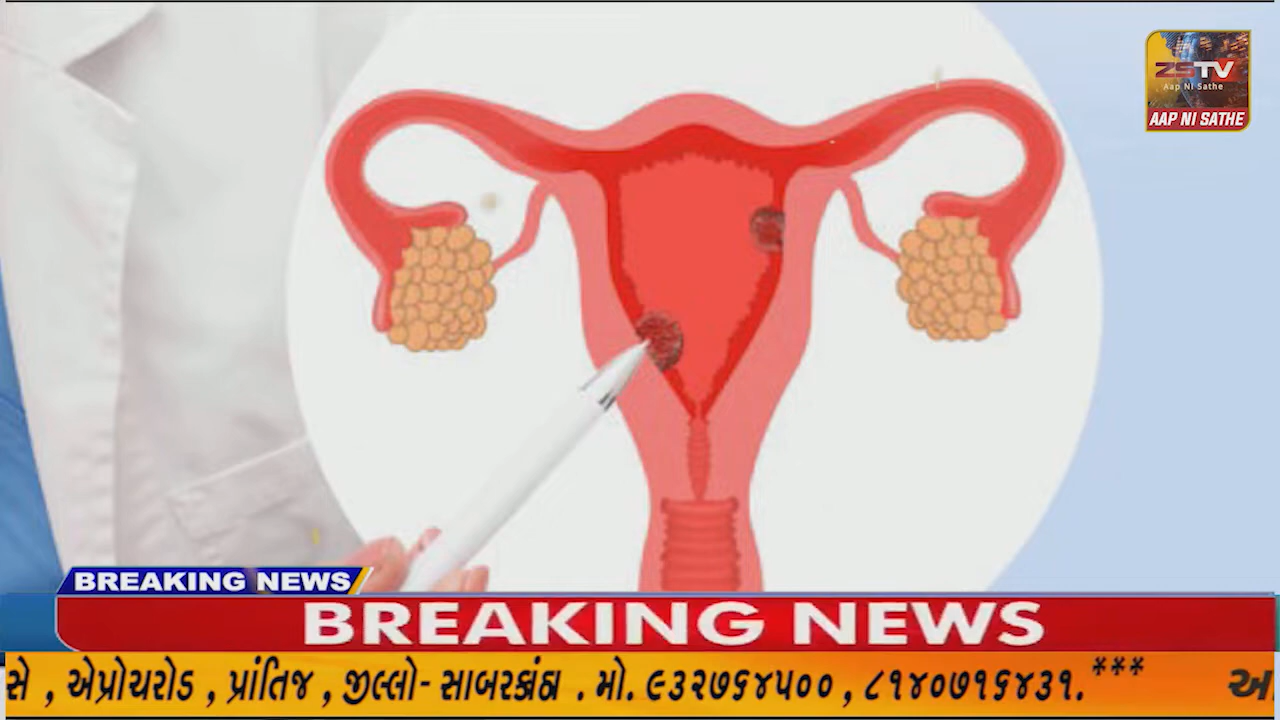 ZSTV
Aap Ni Sathe
AAP NI SATHE
BREAKING NEWS
BREAKING NEWS
સે , એપ્રોચરોડ , પ્રાંતિજ , જીલ્લો- સાબરકાંઠા . મો. ૯૩૨૭૬૪૫૦૦ , ૮૧૪૦૭૧૬૪૩૧.***